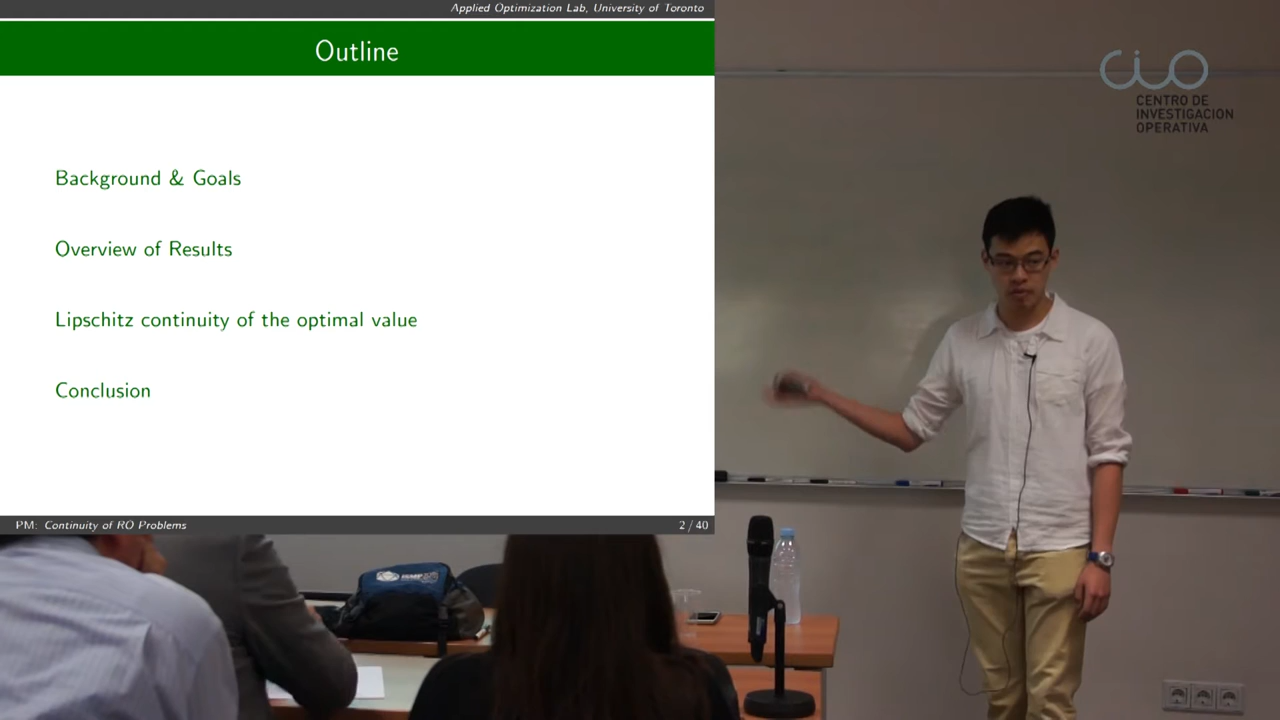 Applied Optimization Lab, University of Toronto
Outline
Background & Goals
Overview of Results
Lipschitz continuity of the optimal value
Conclusion
PM: Continuity of RO Problems
2 / 40
CIO
CENTRO DE
INVESTIGACION
OPERATIVA